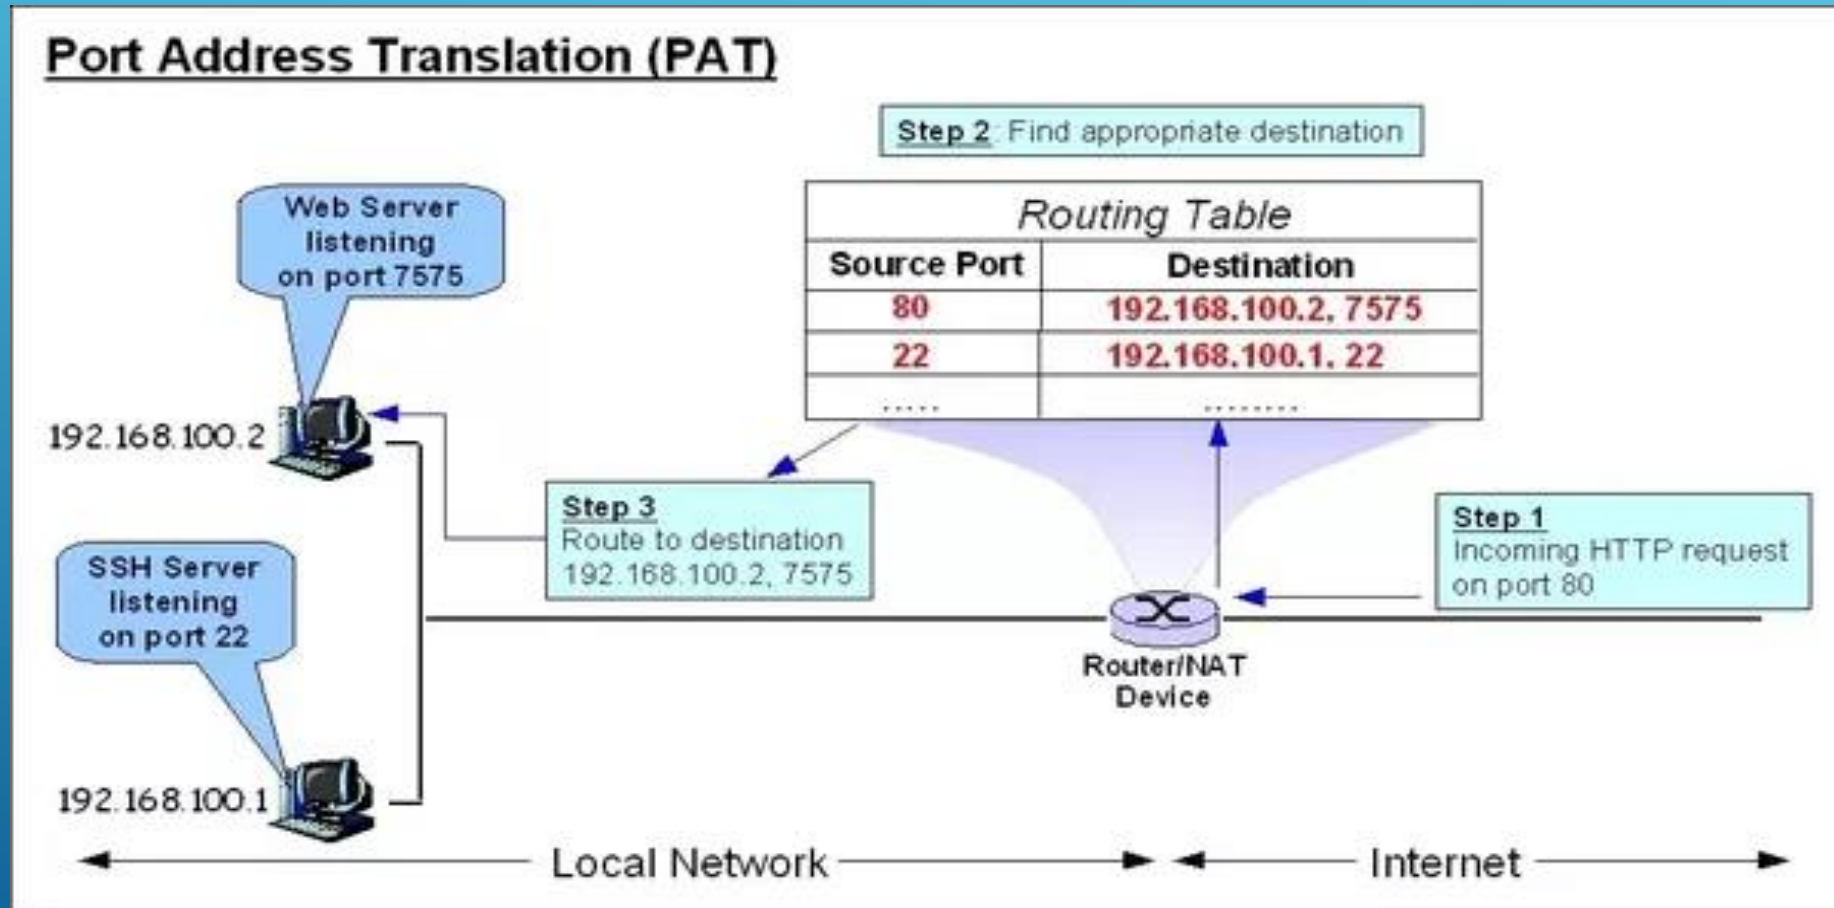 Port Address Translation (PAT)
Step 2: Find appropriate destination
Web Server
listening
on port 7575
Routing Table
Source Port Destination
80 192.168.100.2, 7575
22 192.168.100.1, 22
..... ........
192.168.100.2
Step 3
Route to destination
192.168.100.2, 7575
Step 1
Incoming HTTP request
on port 80
SSH Server
listening
on port 22
Router/NAT
Device
192.168.100.1
Local Network
Internet